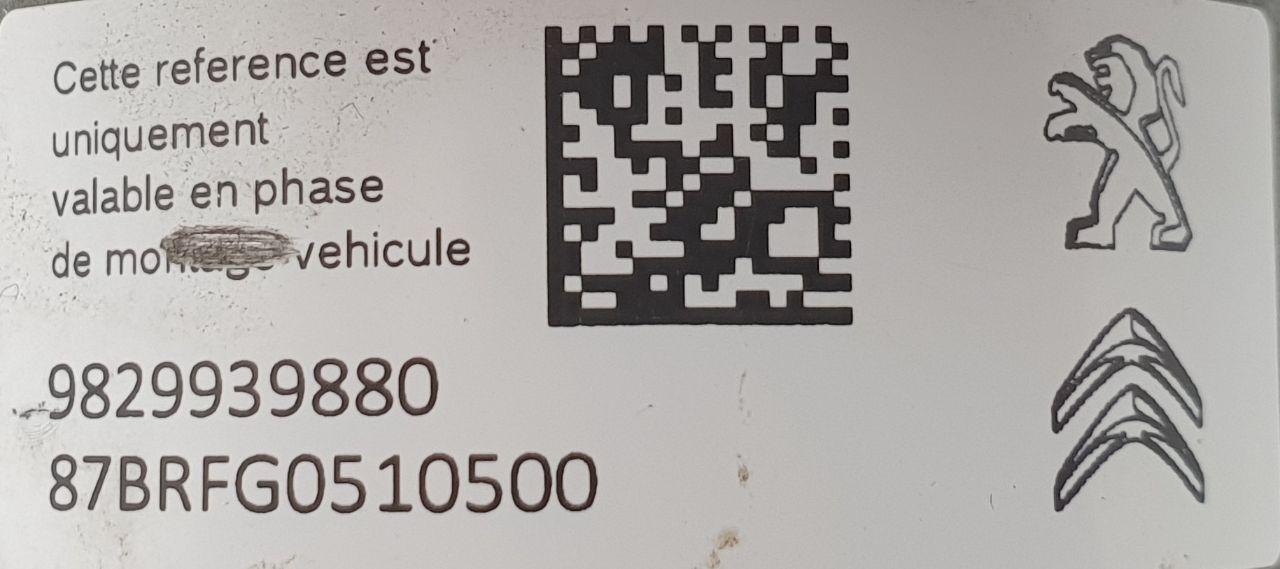 Cette reference est
uniquement
valable en phase
de vehicule
9829939880
87BRFG0510500